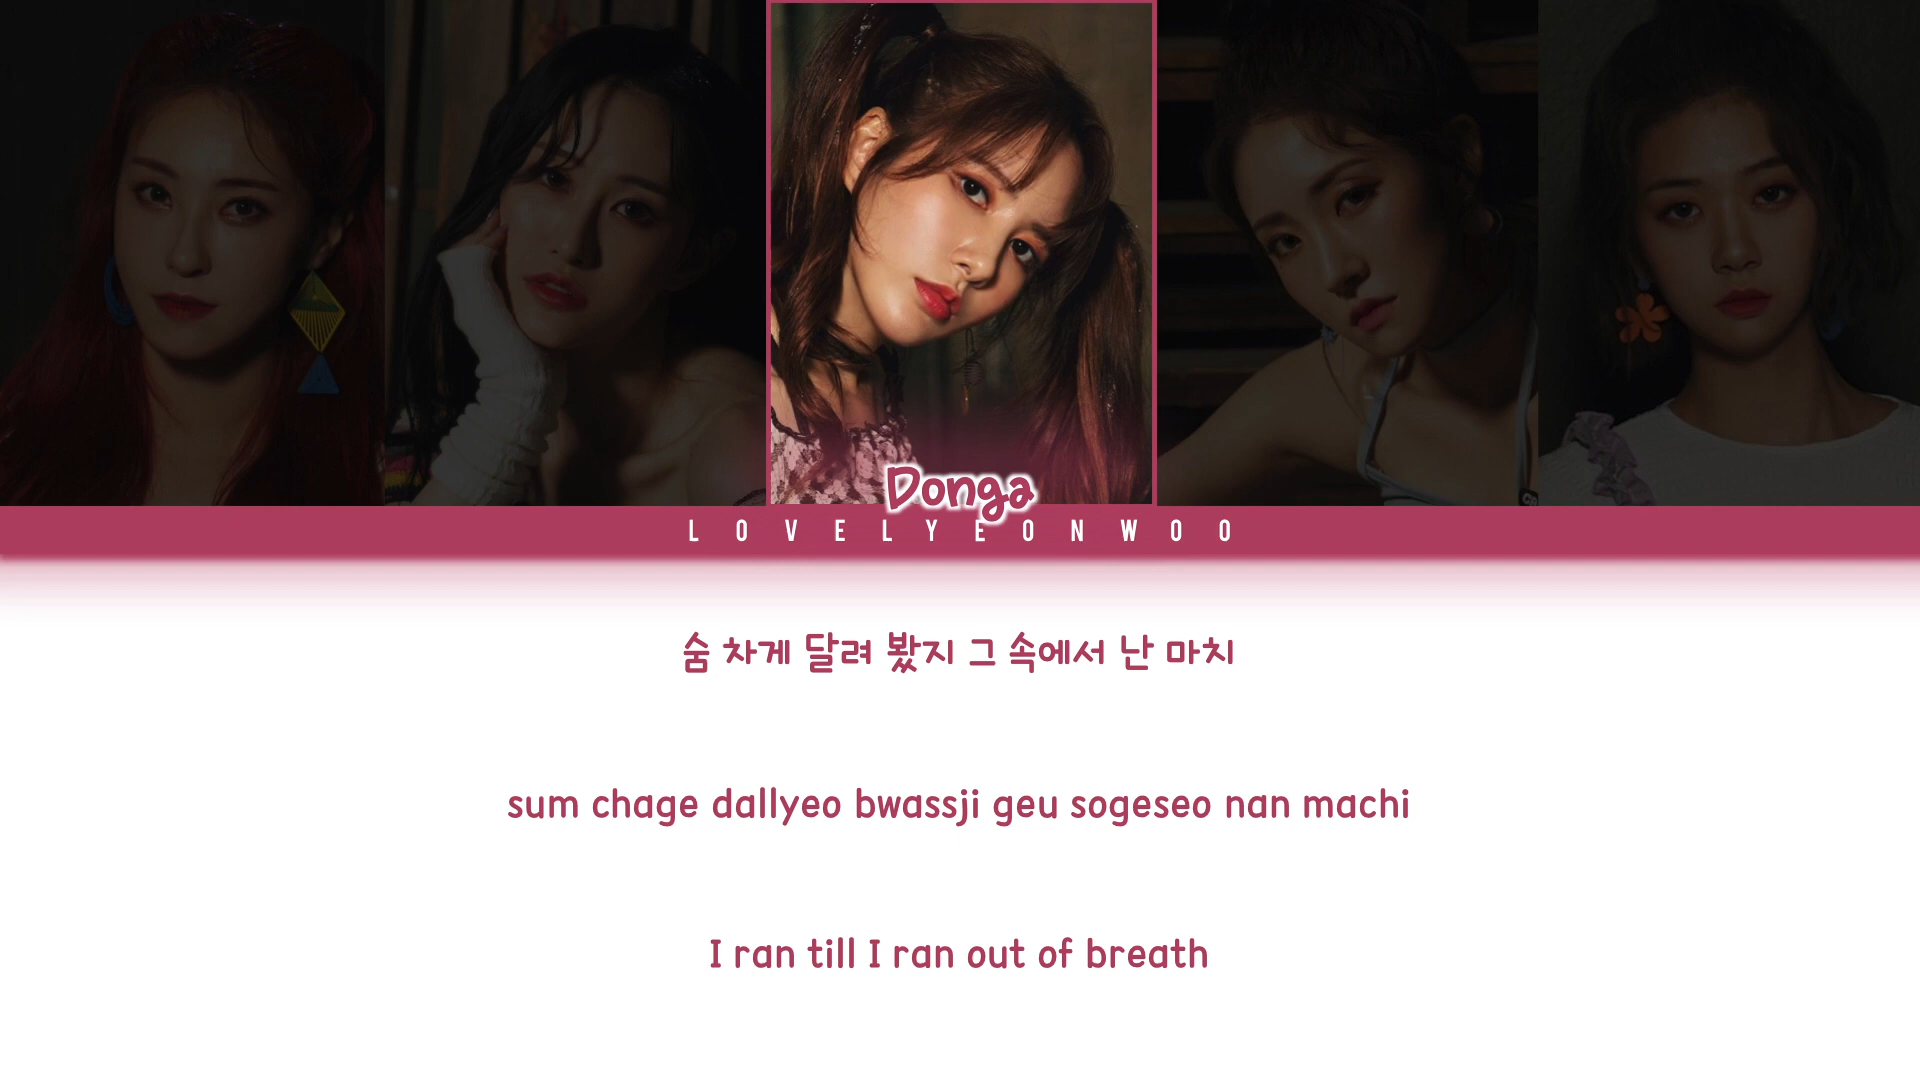 Donga
LOVELYEONWOO
숨 차게 달려 봤지 그 속에서 난 마치
sum chage dallyeo bwassji geu sogeseo nan machi
I ran till I ran out of breath